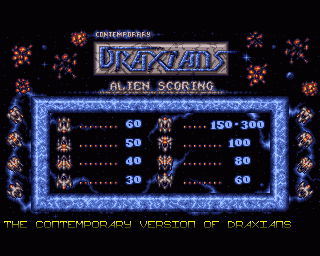 CONTEMPORARY
DRAXIANS
ALIEN SCORING
........ 60 ..... 150-300
........ 50 ...... 100
........ 40 ...... 80
........ 30 ...... 60
THE CONTEMPORARY VERSION OF DRAXIANS